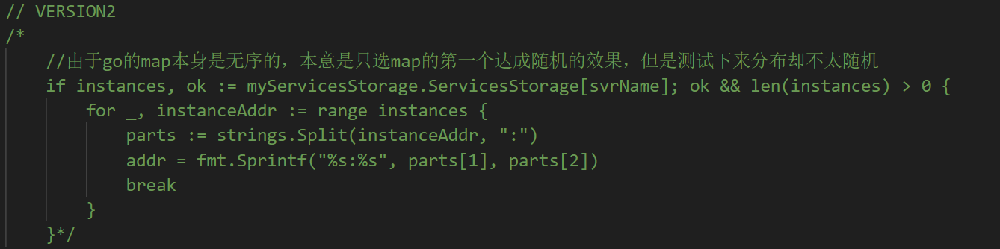 // VERSION2
/*
    //由于go的map本身是无序的，本意是只选map的第一个达成随机的效果，但是测试下来分布却不太随机
    if instances, ok := myServicesStorage.ServicesStorage[svrName]; ok && len(instances) > 0 {
        for _, instanceAddr := range instances {
            parts := strings.Split(instanceAddr, ":")
            addr = fmt.Sprintf("%s:%s", parts[1], parts[2])
            break
        }
    }*/